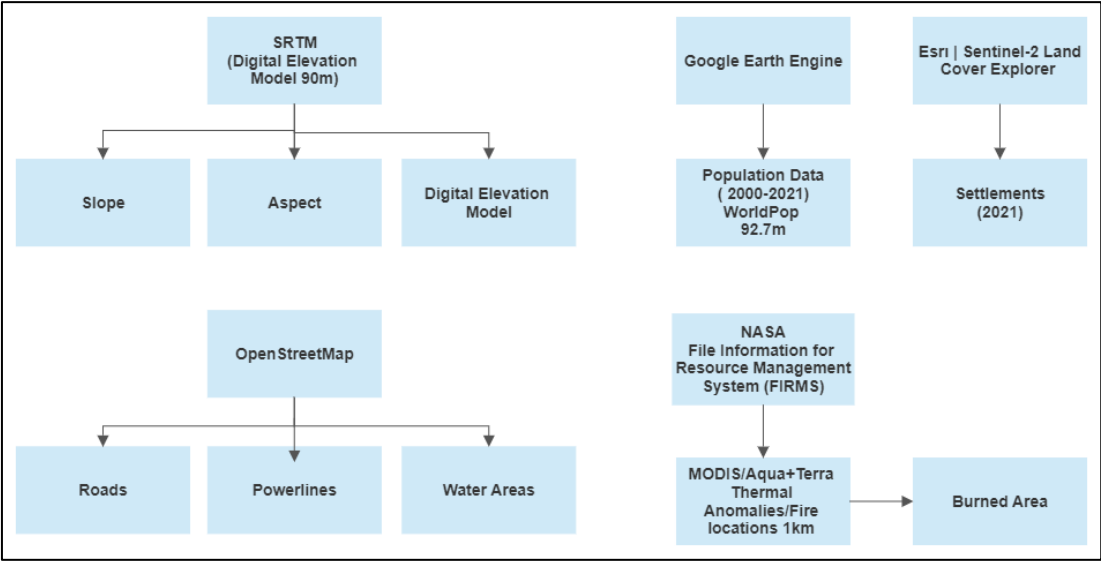 SRTM
(Digital Elevation
Model 90m)
Google Earth Engine
Esrı | Sentinel-2 Land
Cover Explorer
Slope
Aspect
Digital Elevation
Model
Population Data
( 2000-2021)
WorldPop
92.7m
Settlements
(2021)
OpenStreetMap
NASA
File Information for
Resource Management
System (FIRMS)
Roads
Powerlines
Water Areas
MODIS/Aqua+Terra
Thermal
Anomalies/Fire
locations 1km
Burned Area